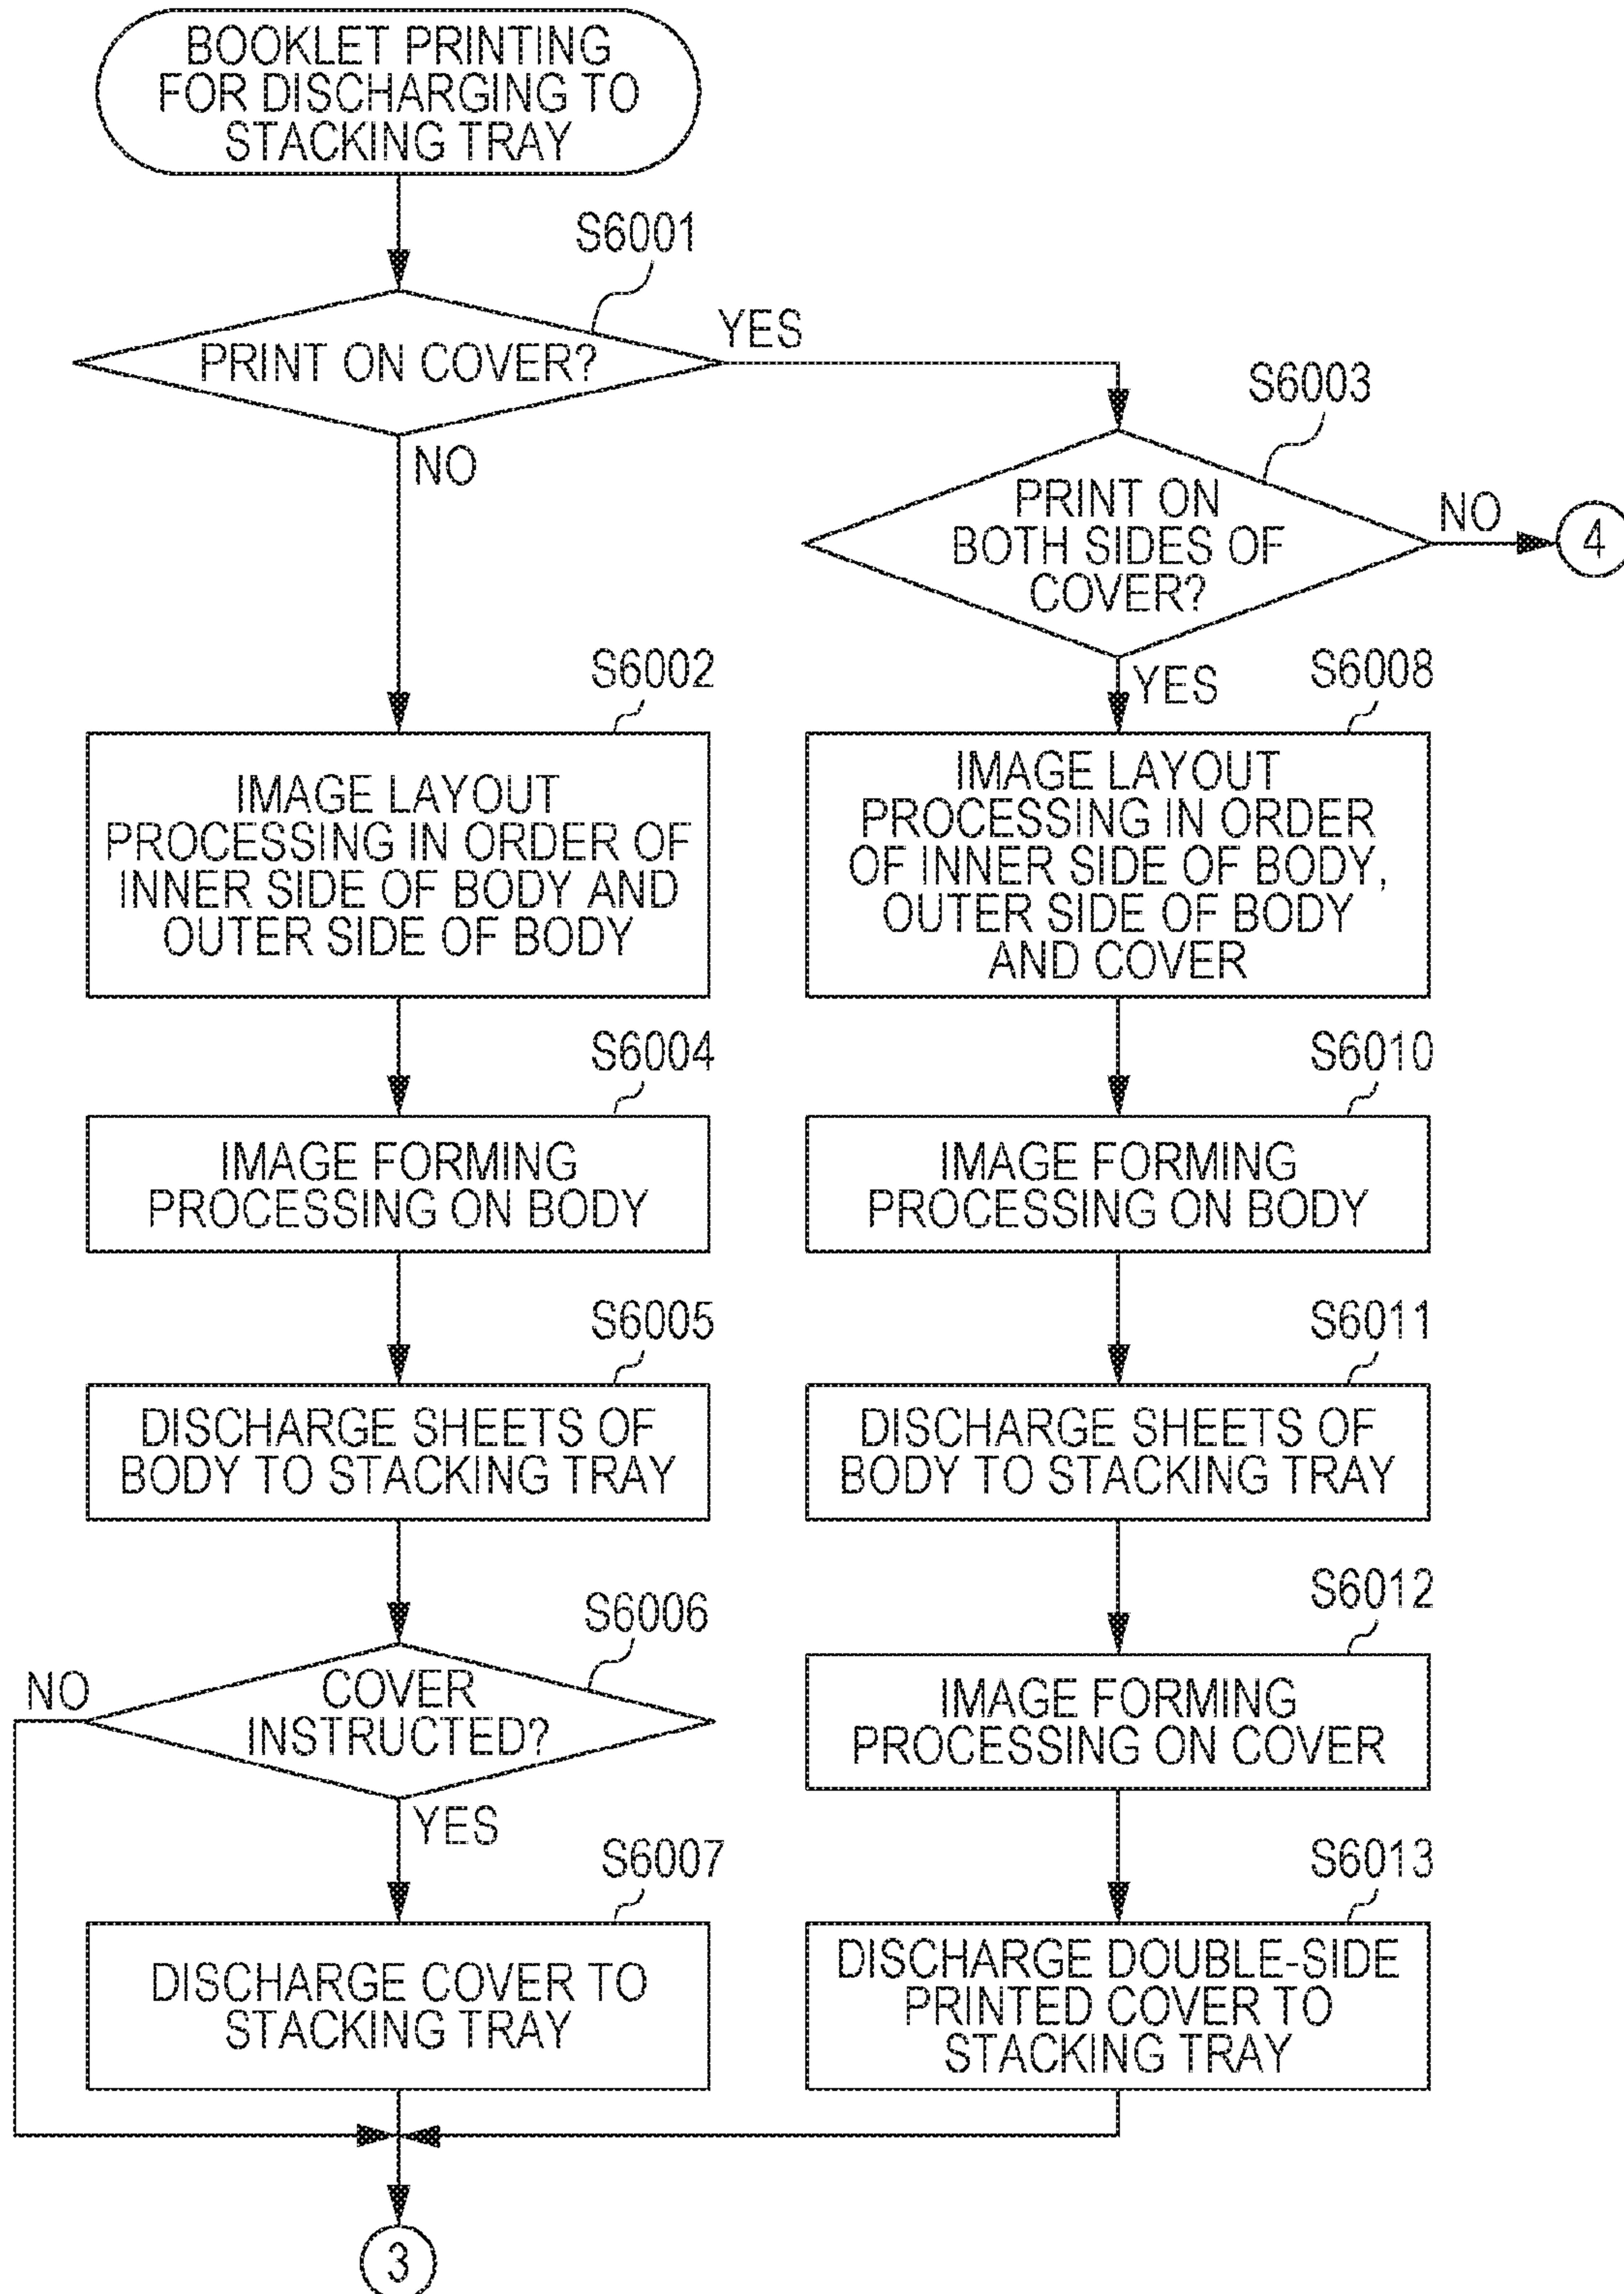 BOOKLET PRINTING
FOR DISCHARGING TO
STACKING TRAY
S6001
PRINT ON COVER?
YES
NO
S6003
PRINT ON
BOTH SIDES OF
COVER?
NO
4
YES
S6002
IMAGE LAYOUT
PROCESSING IN ORDER OF
INNER SIDE OF BODY AND
OUTER SIDE OF BODY
S6008
IMAGE LAYOUT
PROCESSING IN ORDER
OF INNER SIDE OF BODY,
OUTER SIDE OF BODY
AND COVER
S6004
IMAGE FORMING
PROCESSING ON BODY
S6010
IMAGE FORMING
PROCESSING ON BODY
S6005
DISCHARGE SHEETS OF
BODY TO STACKING TRAY
S6011
DISCHARGE SHEETS OF
BODY TO STACKING TRAY
S6006
COVER
INSTRUCTED?
NO
YES
S6012
IMAGE FORMING
PROCESSING ON COVER
S6007
DISCHARGE COVER TO
STACKING TRAY
S6013
DISCHARGE DOUBLE-SIDE
PRINTED COVER TO
STACKING TRAY
3